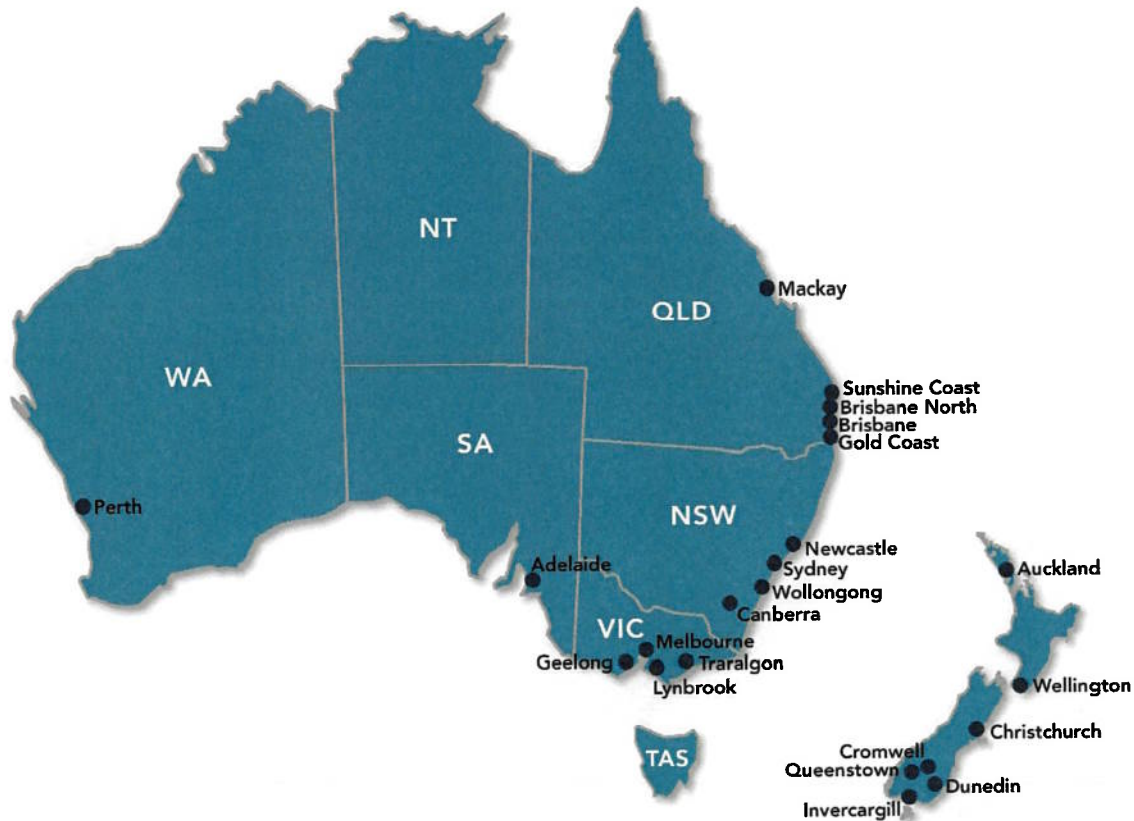 NT
Mackay
QLD
WA
Sunshine Coast
Brisbane North
Brisbane
Gold Coast
SA
Perth
NSW
Newcastle
Adelaide
Sydney
Auckland
Wollongong
Canberra
VIC
Melbourne
Geelong
Traralgon
Lynbrook
Wellington
Christchurch
TAS
Cromwell
Queenstown
Dunedin
Invercargill